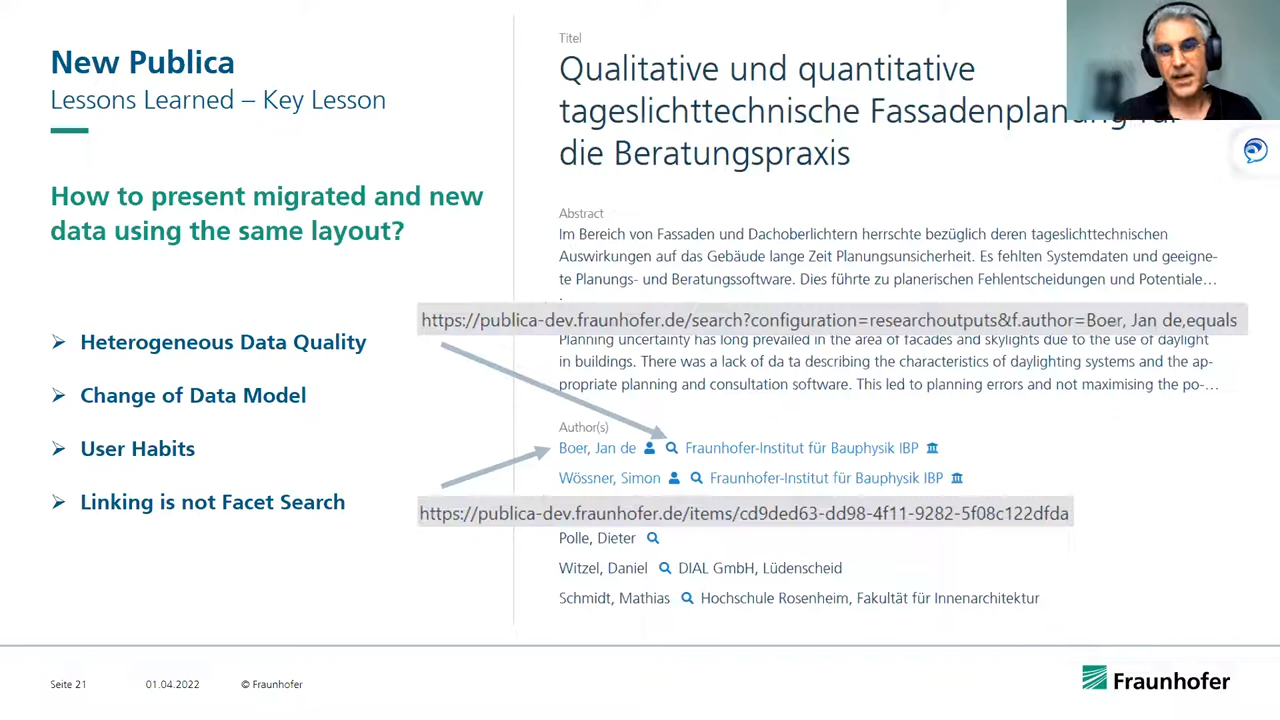 New Publica
Lessons Learned – Key Lesson
How to present migrated and new
data using the same layout?
➢ Heterogeneous Data Quality
➢ Change of Data Model
➢ User Habits
➢ Linking is not Facet Search
Titel
Qualitative und quantitative
tageslichttechnische Fassadenplanung für
die Beratungspraxis
Abstract
Im Bereich von Fassaden und Dachoberlichtern herrschte bezüglich deren tageslichttechnischen
Auswirkungen auf das Gebäude lange Zeit Planungsunsicherheit. Es fehlten Systemdaten und geeigne-
te Planungs- und Beratungssoftware. Dies führte zu planerischen Fehlentscheidungen und Potentiale...
https://publica-dev.fraunhofer.de/search?configuration=researchoutputs&f.author=Boer, Jan de,equals
Planning uncertainty has long prevailed in the area of facades and skylights due to the use of daylight
in buildings. There was a lack of da ta describing the characteristics of daylighting systems and the ap-
propriate planning and consultation software. This led to planning errors and not maximising the po-...
Author(s)
Boer, Jan de Fraunhofer-Institut für Bauphysik IBP
Wössner, Simon Fraunhofer-Institut für Bauphysik IBP
https://publica-dev.fraunhofer.de/items/cd9ded63-dd98-4f11-9282-5f08c122dfda
Polle, Dieter
Witzel, Daniel DIAL GmbH, Lüdenscheid
Schmidt, Mathias Hochschule Rosenheim, Fakultät für Innenarchitektur
Seite 21 01.04.2022 © Fraunhofer
Fraunhofer